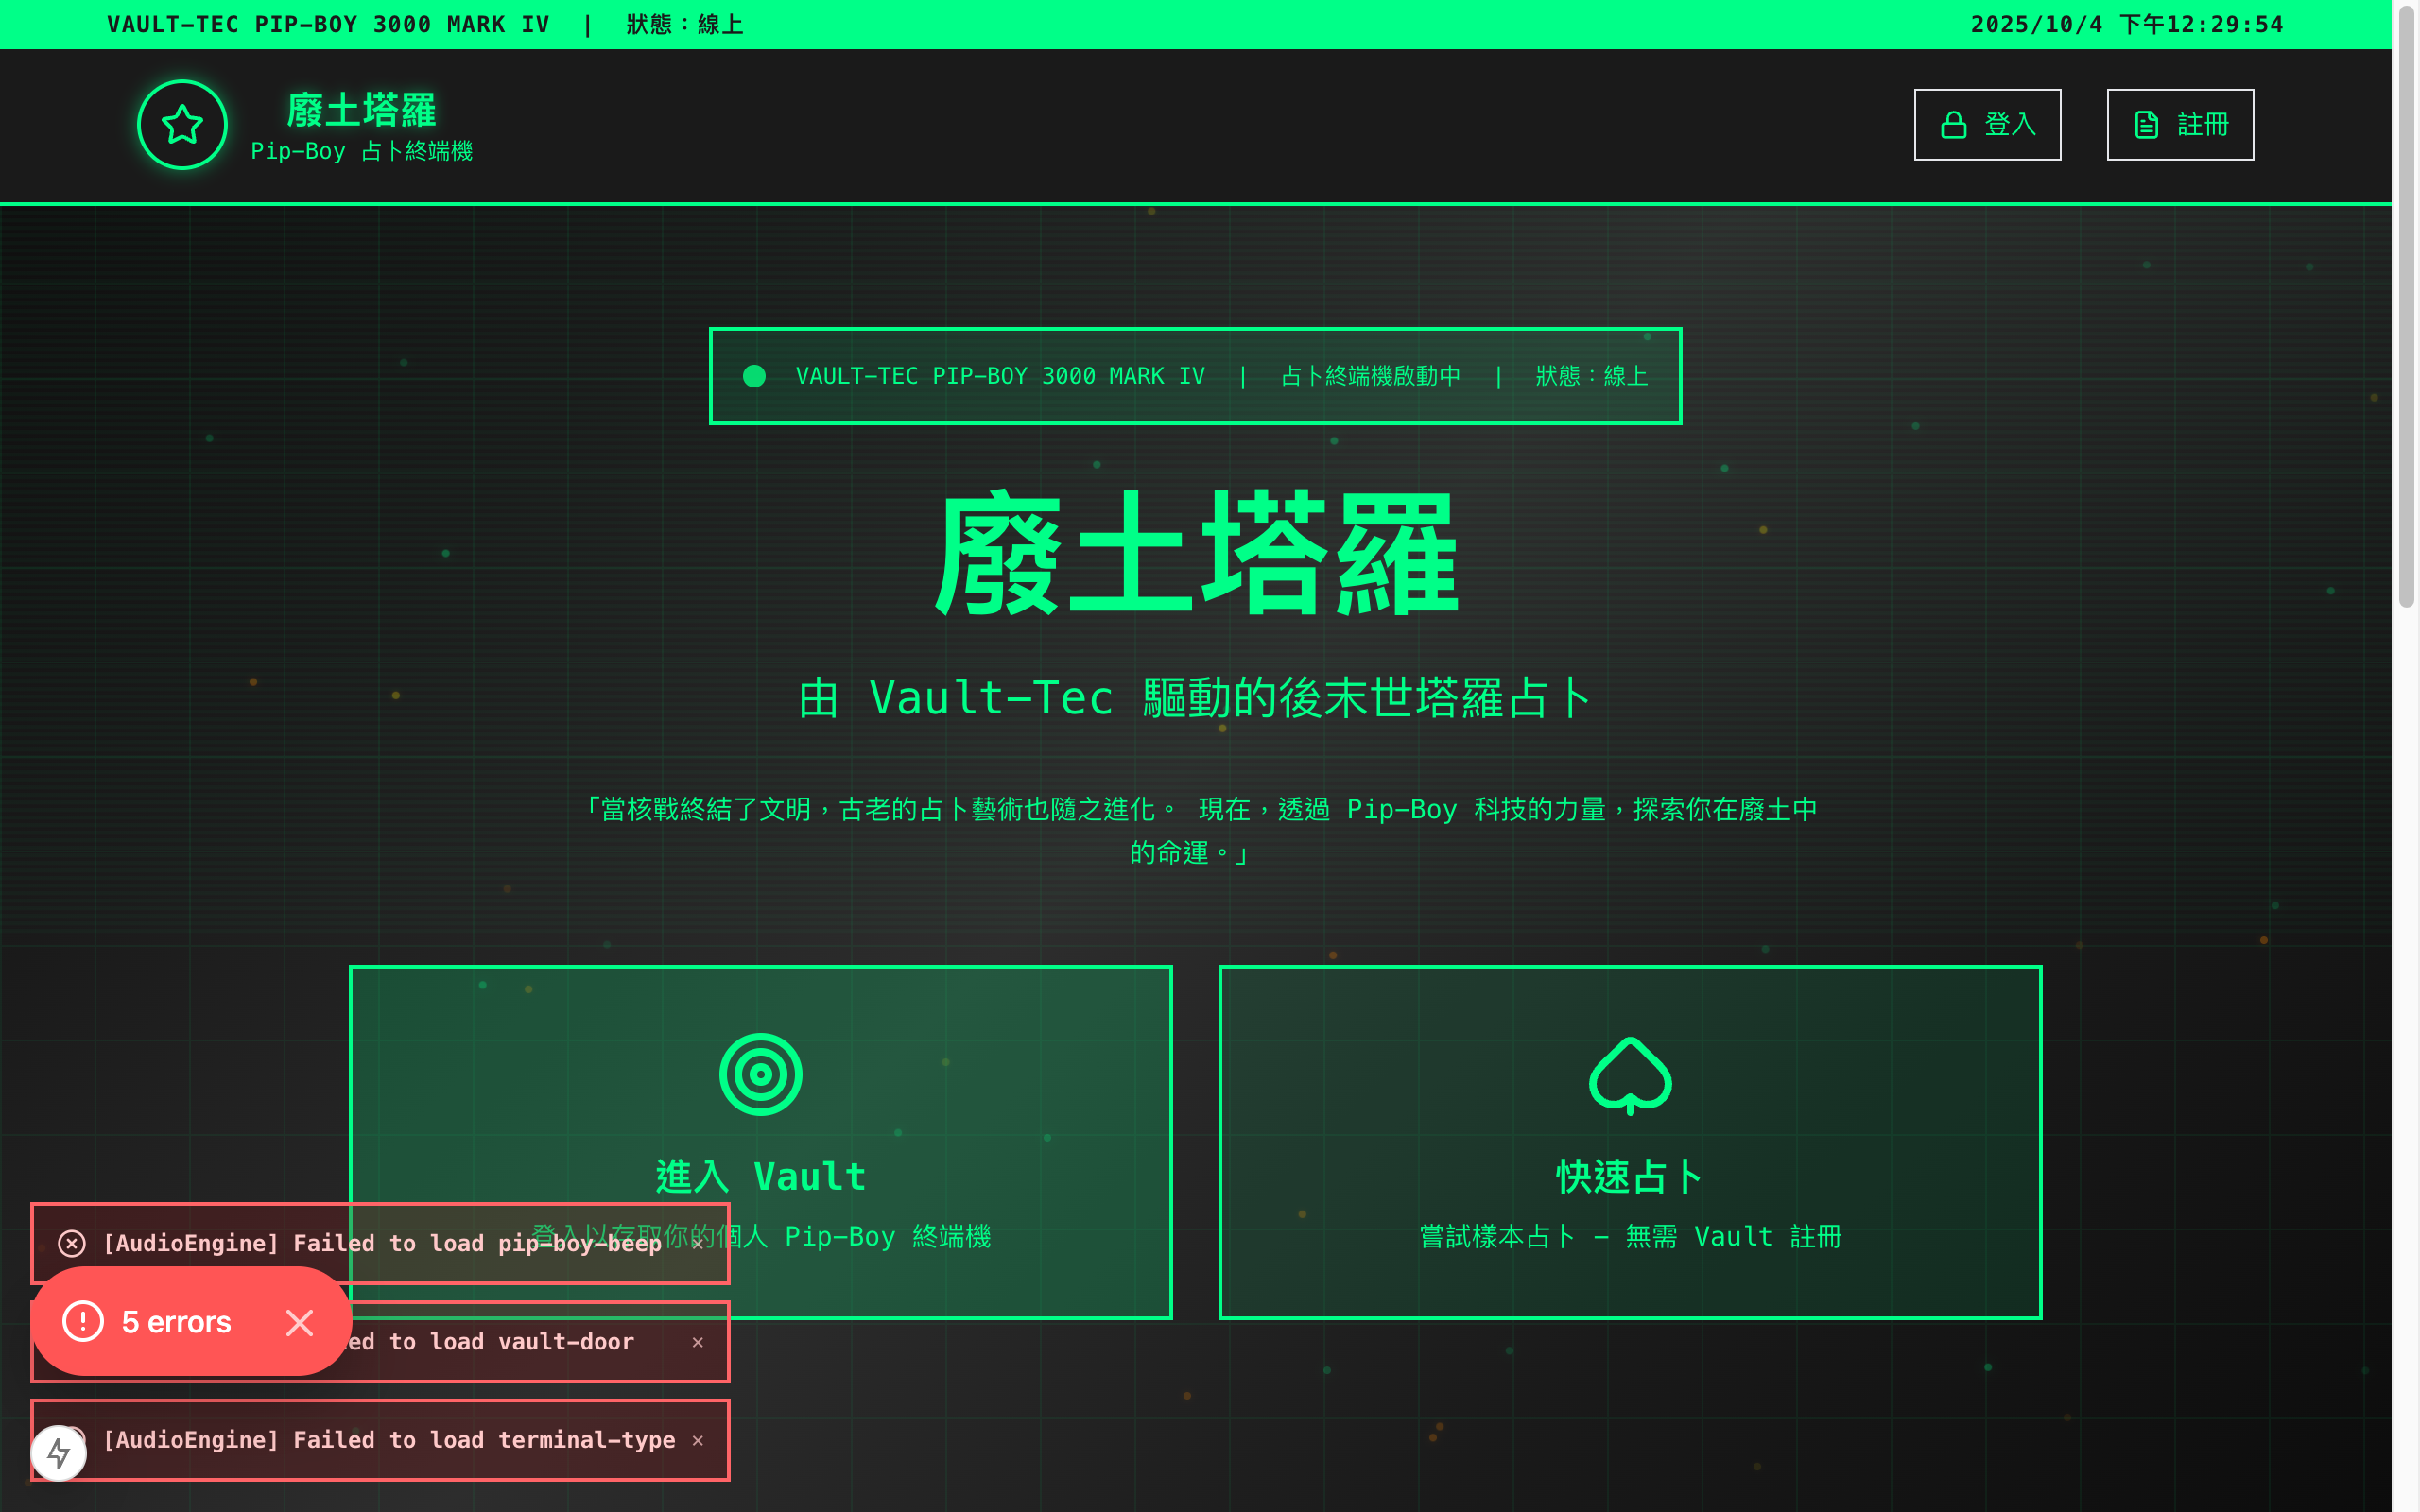 VAULT-TEC PIP-BOY 3000 MARK IV | 狀態：線上
2025/10/4 下午12:29:54
廢土塔羅
Pip-Boy 占卜終端機
登入
註冊
VAULT-TEC PIP-BOY 3000 MARK IV | 占卜終端機啟動中 | 狀態：線上
廢土塔羅
由 Vault-Tec 驅動的後末世塔羅占卜
「當核戰終結了文明，古老的占卜藝術也隨之進化。 現在，透過 Pip-Boy 科技的力量，探索你在廢土中
的命運。」
進入 Vault
登入以存取你的個人 Pip-Boy 終端機
快速占卜
嘗試樣本占卜 - 無需 Vault 註冊
[AudioEngine] Failed to load pip-boy-beep ×
5 errors
ed to load vault-door ×
[AudioEngine] Failed to load terminal-type ×